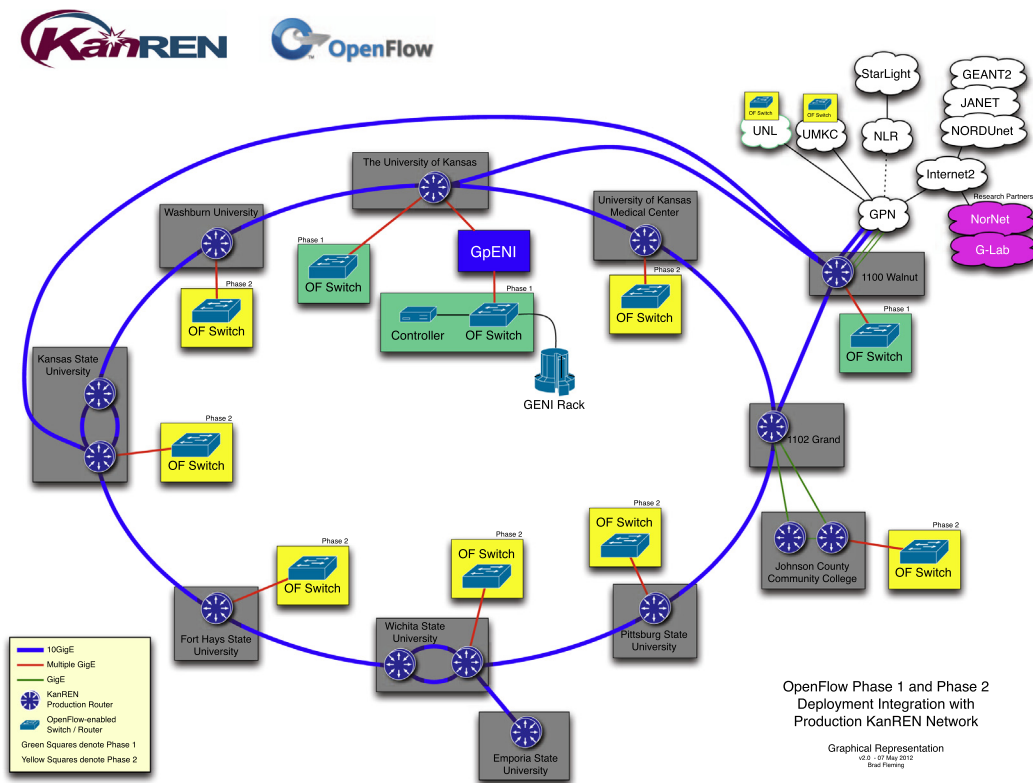 KanREN
OpenFlow
TM
StarLight
GEANT2
JANET
NORDUnet
OF Switch
UNL
OF Switch
UMKC
NLR
Internet2
Research Partners
GPN
NorNet
G-Lab
The University of Kansas
University of Kansas
Medical Center
Washburn University
Phase 1
OF Switch
GpENI
1100 Walnut
Phase 2
OF Switch
Phase 1
Controller
OF Switch
Phase 2
OF Switch
Phase 1
OF Switch
Kansas State
University
GENI Rack
Phase 2
OF Switch
1102 Grand
Phase 2
OF Switch
Phase 2
OF Switch
Phase 2
OF Switch
Phase 2
OF Switch
Johnson County
Community College
Fort Hays State
University
Wichita State
University
Pittsburg State
University
Emporia State
University
10GigE
Multiple GigE
GigE
KanREN
Production Router
OpenFlow-enabled
Switch / Router
Green Squares denote Phase 1
Yellow Squares denote Phase 2
OpenFlow Phase 1 and Phase 2
Deployment Integration with
Production KanREN Network
Graphical Representation
v2.0 - 07 May 2012
Brad Fleming